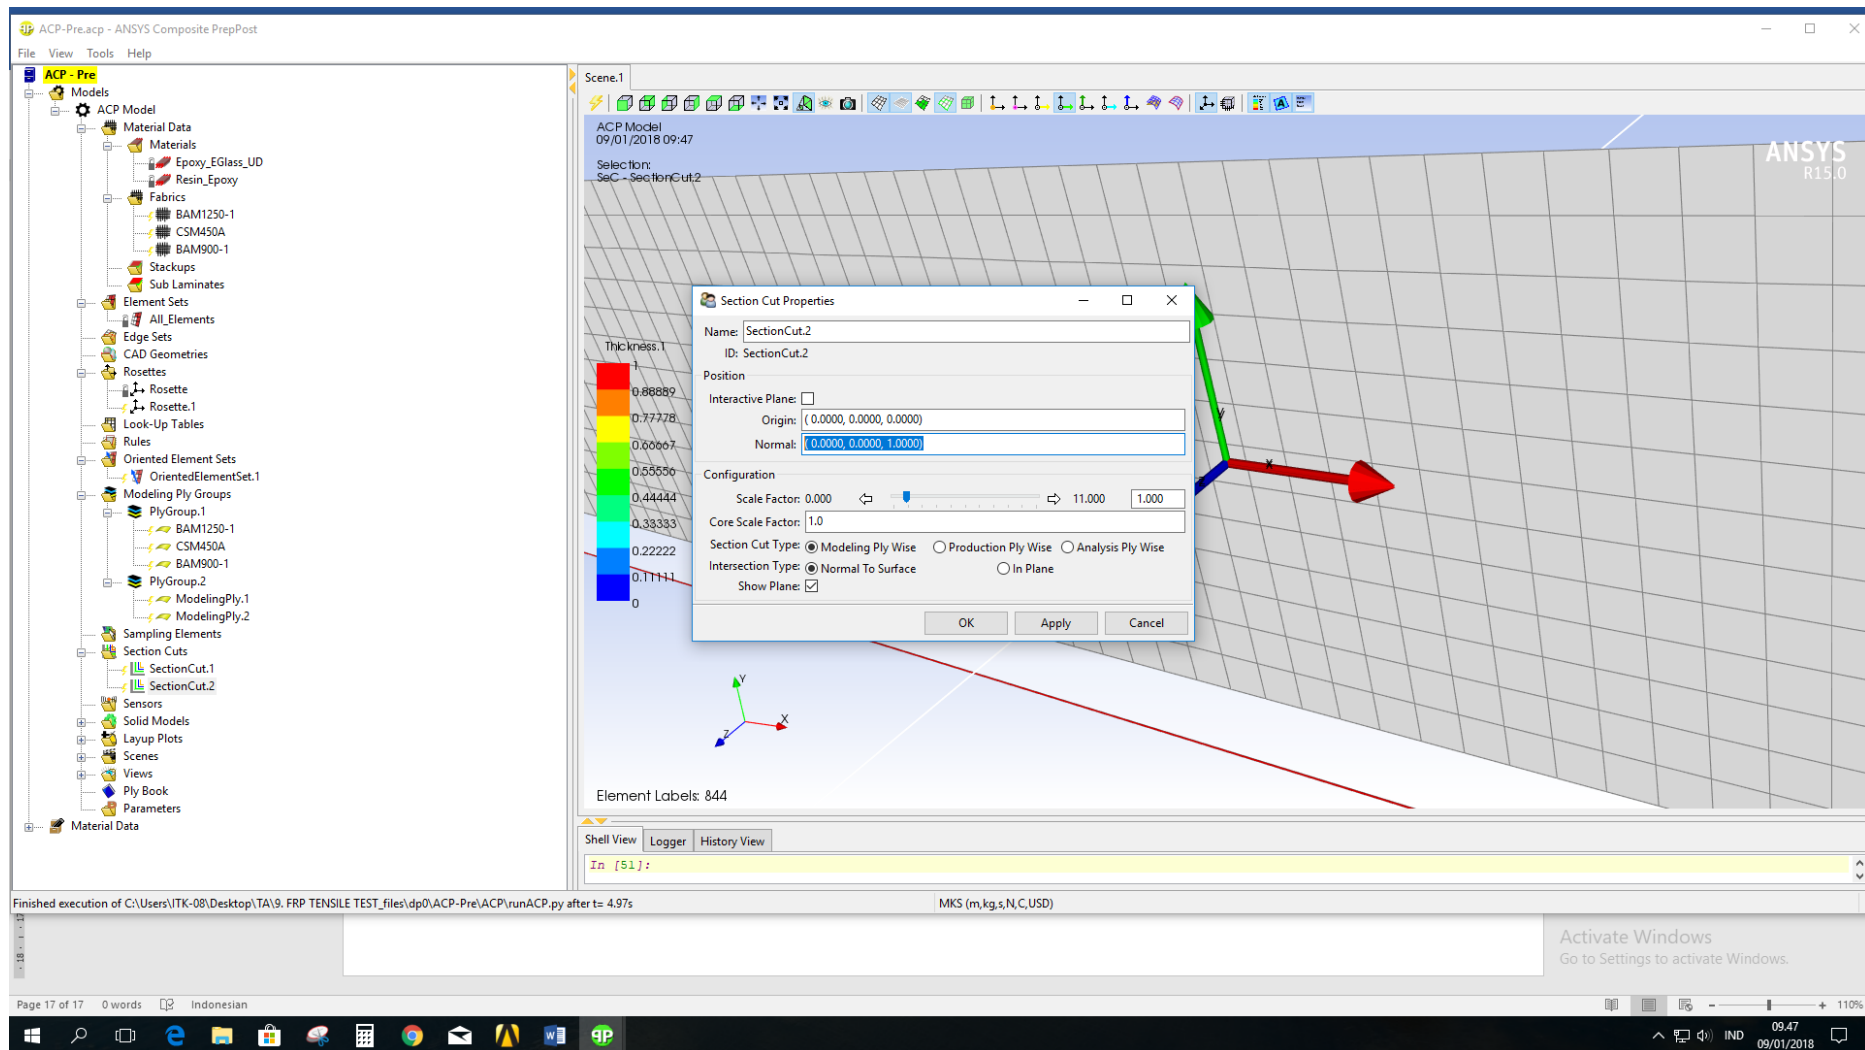 ACP-Pre.acp - ANSYS Composite PrepPost
File View Tools Help
ACP - Pre
Models
ACP Model
Material Data
Materials
Epoxy_EGlass_UD
Resin_Epoxy
Fabrics
BAM1250-1
CSM450A
BAM900-1
Stackups
Sub Laminates
Element Sets
All_Elements
Edge Sets
CAD Geometries
Rosettes
Rosette
Rosette.1
Look-Up Tables
Rules
Oriented Element Sets
OrientedElementSet.1
Modeling Ply Groups
PlyGroup.1
BAM1250-1
CSM450A
BAM900-1
PlyGroup.2
ModelingPly.1
ModelingPly.2
Sampling Elements
Section Cuts
SectionCut.1
SectionCut.2
Sensors
Solid Models
Layup Plots
Scenes
Views
Ply Book
Parameters
Material Data
Scene.1
ACP Model
09/01/2018 09:47
Selection:
SeC - SectionCut.2
ANSYS
R15.0
Thickness.1
1
0.88889
0.77778
0.66667
0.55556
0.44444
0.33333
0.22222
0.11111
0
Section Cut Properties
Name: SectionCut.2
ID: SectionCut.2
Position
Interactive Plane:
Origin: ( 0.0000, 0.0000, 0.0000)
Normal: ( 0.0000, 0.0000, 1.0000)
Configuration
Scale Factor: 0.000 11.000 1.000
Core Scale Factor: 1.0
Section Cut Type: Modeling Ply Wise Production Ply Wise Analysis Ply Wise
Intersection Type: Normal To Surface In Plane
Show Plane:
OK Apply Cancel
Y
X
Y
X
Z
Element Labels: 844
Shell View Logger History View
In [51]:
Finished execution of C:\Users\ITK-08\Desktop\TA\9. FRP TENSILE TEST_files\dp0\ACP-Pre\ACP\runACP.py after t= 4.97s MKS (m,kg,s,N,C,USD)
Activate Windows
Go to Settings to activate Windows.
Page 17 of 17 0 words Indonesian 110%
IND 09.47
09/01/2018